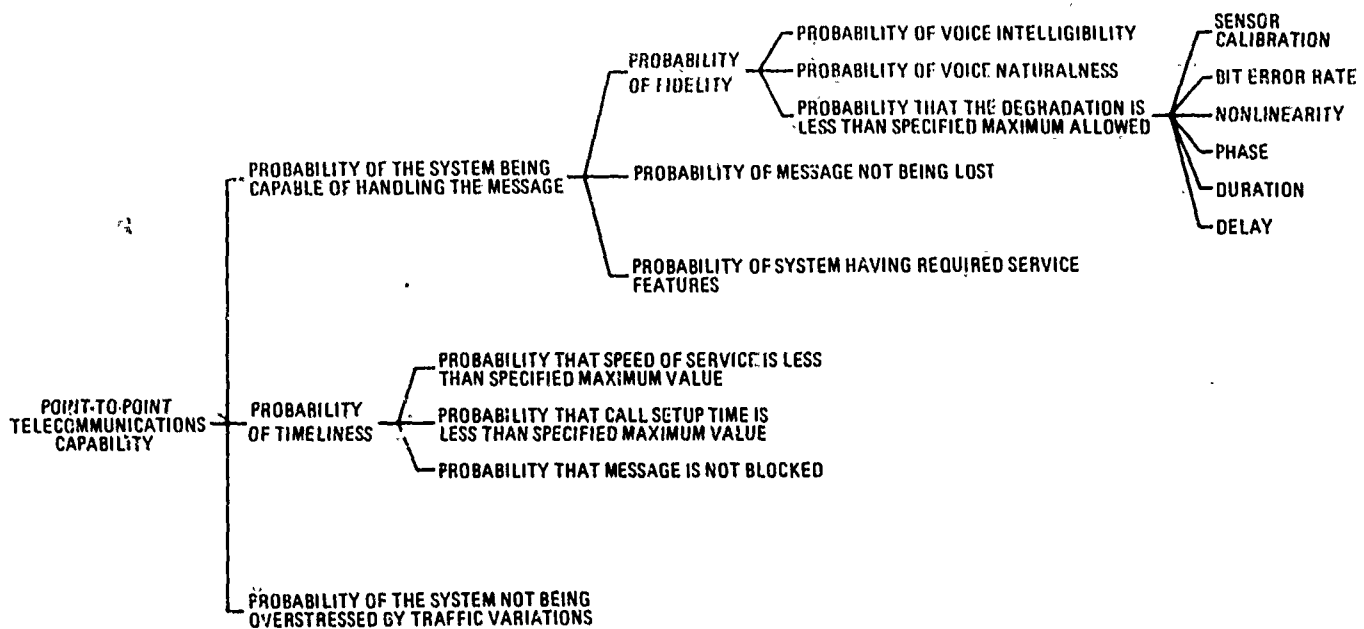 PROBABILITY OF VOICE INTELLIGIBILITY
PROBABILITY
OF FIDELITY
PROBABILITY OF VOICE NATURALNESS
PROBABILITY THAT THE DEGRADATION IS
LESS THAN SPECIFIED MAXIMUM ALLOWED
SENSOR
CALIBRATION
BIT ERROR RATE
NONLINEARITY
PHASE
DURATION
DELAY
PROBABILITY OF THE SYSTEM BEING
CAPABLE OF HANDLING THE MESSAGE
PROBABILITY OF MESSAGE NOT BEING LOST
PROBABILITY OF SYSTEM HAVING REQUIRED SERVICE
FEATURES
PROBABILITY THAT SPEED OF SERVICE IS LESS
THAN SPECIFIED MAXIMUM VALUE
POINT-TO-POINT
TELECOMMUNICATIONS
CAPABILITY
PROBABILITY
OF TIMELINESS
PROBABILITY THAT CALL SETUP TIME IS
LESS THAN SPECIFIED MAXIMUM VALUE
PROBABILITY THAT MESSAGE IS NOT BLOCKED
PROBABILITY OF THE SYSTEM NOT BEING
OVERSTRESSED BY TRAFFIC VARIATIONS